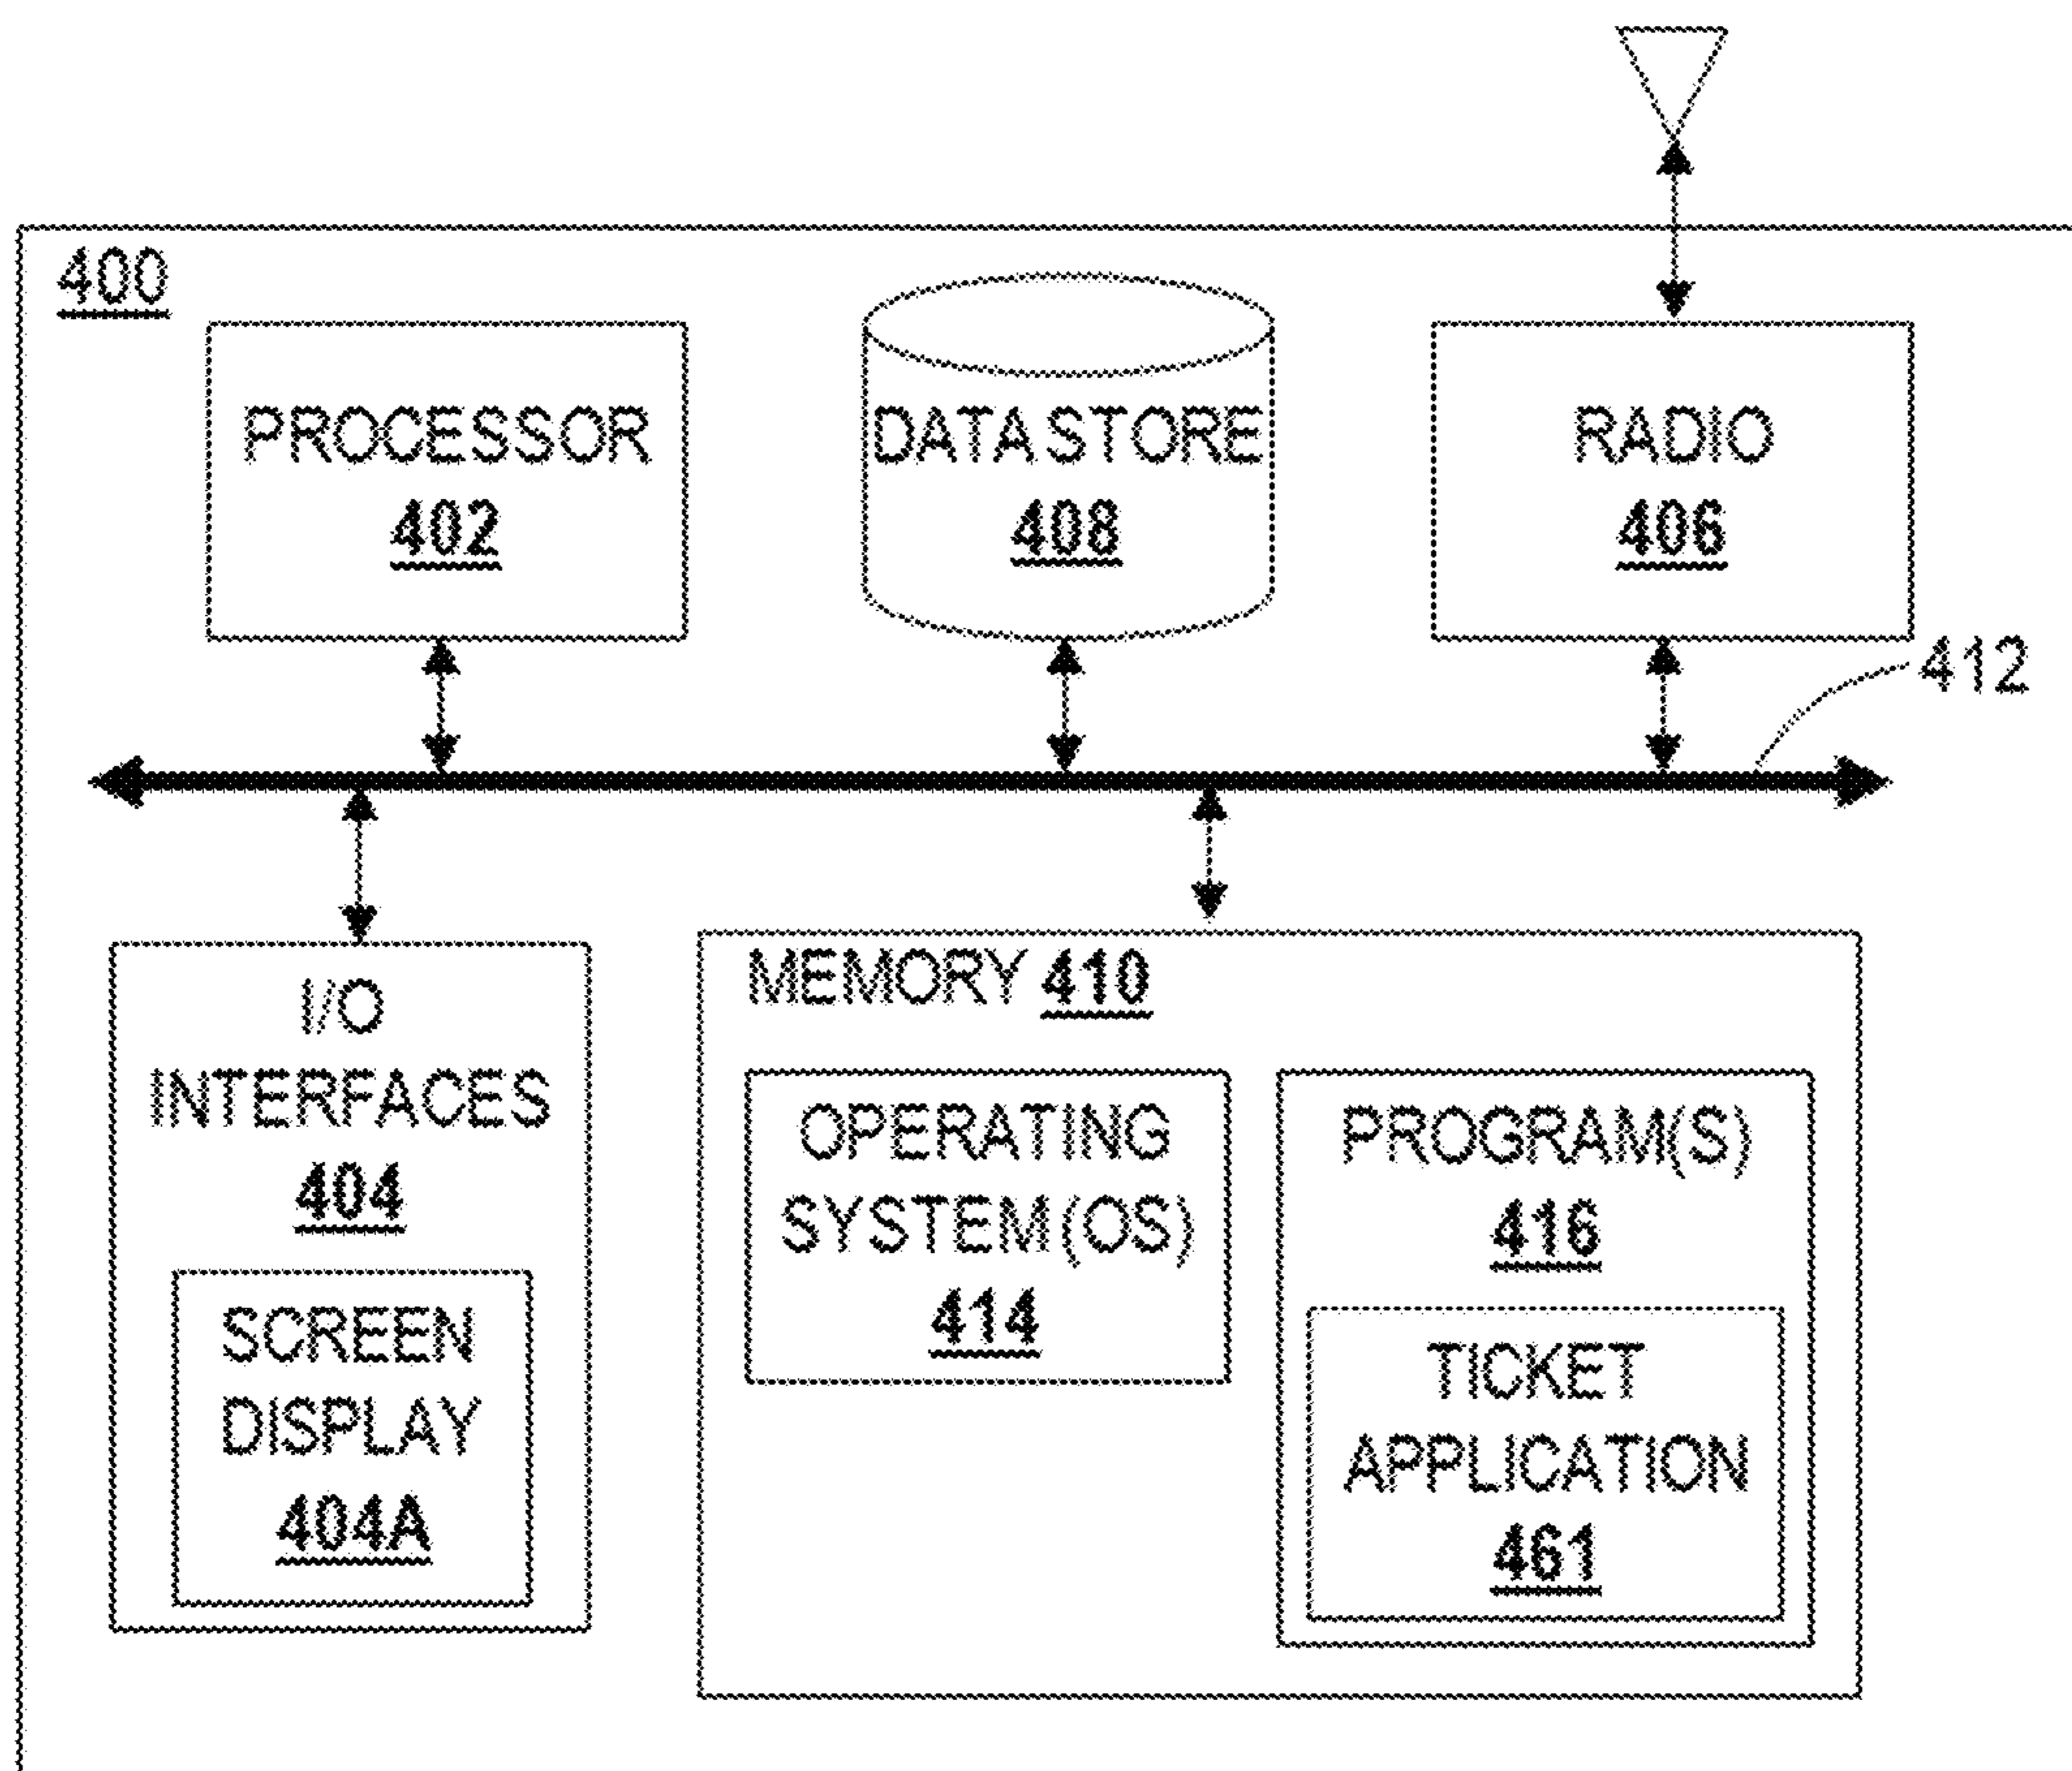 400
PROCESSOR
402
DATA STORE
408
RADIO
406
412
I/O
INTERFACES
404
SCREEN
DISPLAY
404A
MEMORY 410
OPERATING
SYSTEM (OS)
414
PROGRAM(S)
416
TICKET
APPLICATION
461